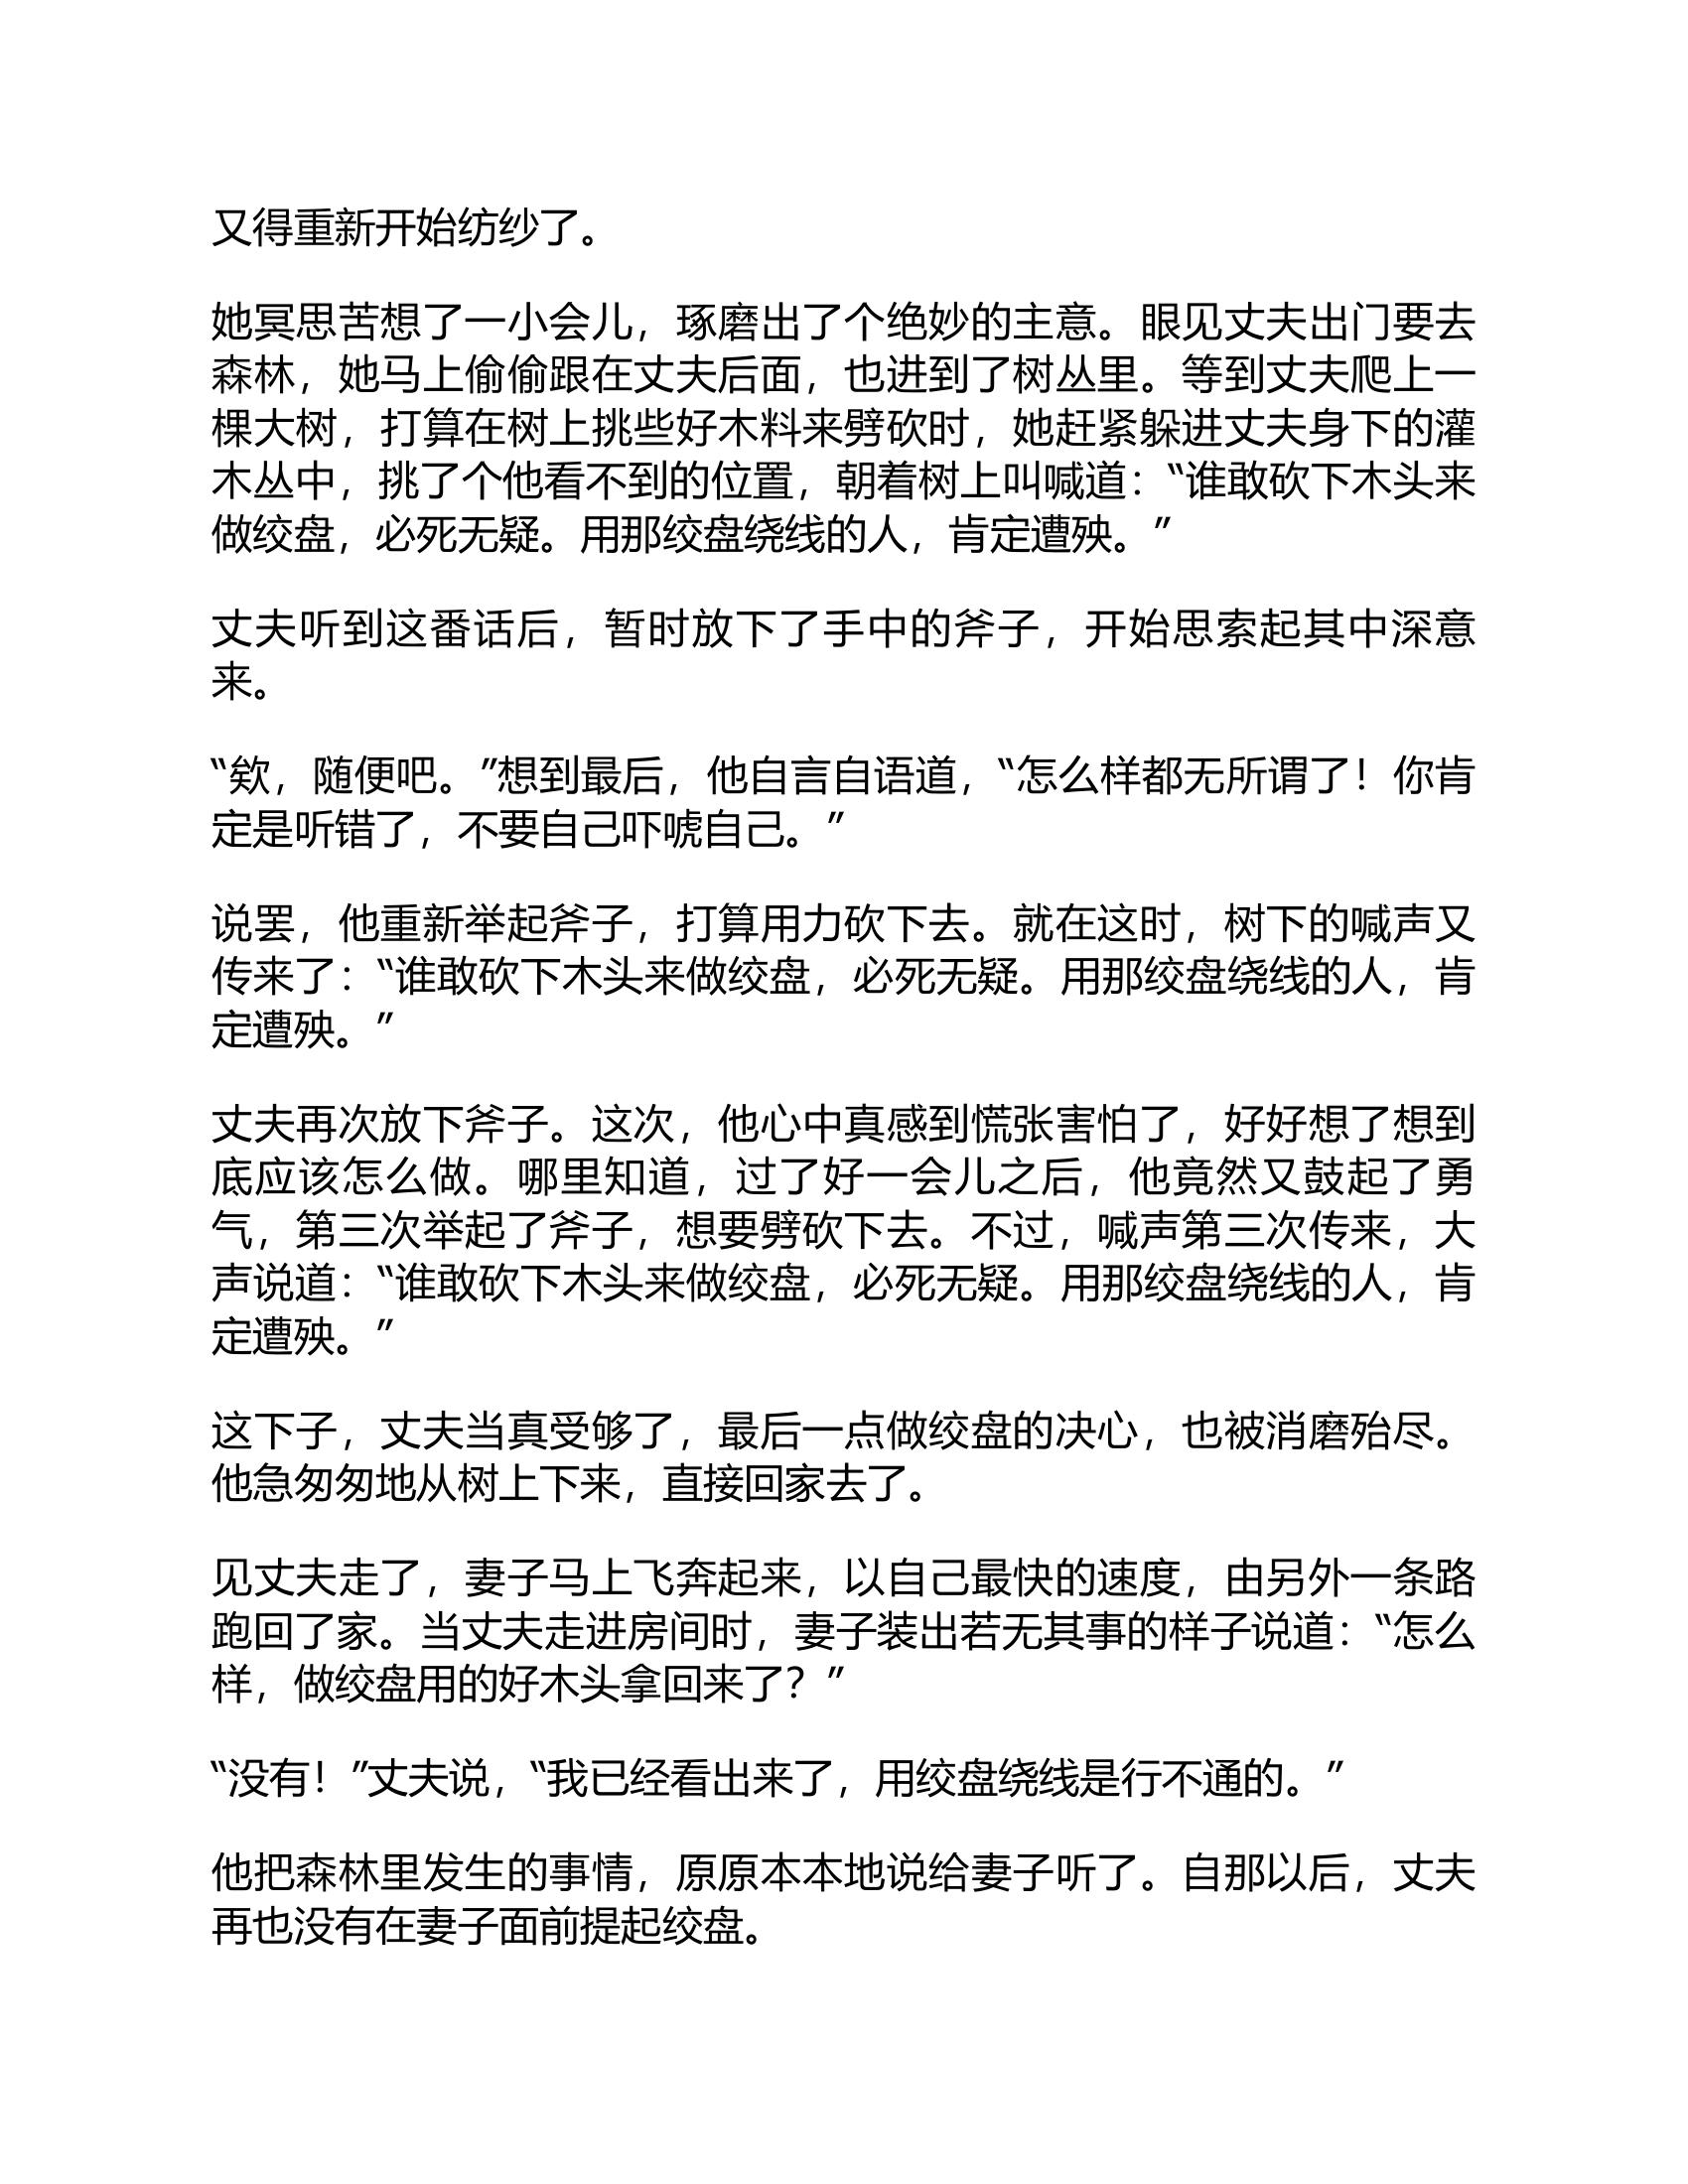 又得重新开始纺纱了。
她冥思苦想了一小会儿，琢磨出了个绝妙的主意。眼见丈夫出门要去
森林，她马上偷偷跟在丈夫后面，也进到了树丛里。等到丈夫爬上一
棵大树，打算在树上挑些好木料来劈砍时，她赶紧躲进丈夫身下的灌
木丛中，挑了个他看不到的位置，朝着树上叫喊道：“谁敢砍下木头来
做绞盘，必死无疑。用那绞盘绕线的人，肯定遭殃。”
丈夫听到这番话后，暂时放下了手中的斧子，开始思索起其中深意
来。
“欸，随便吧。”想到最后，他自言自语道，“怎么样都无所谓了！你肯
定是听错了，不要自己吓唬自己。”
说罢，他重新举起斧子，打算用力砍下去。就在这时，树下的喊声又
传来了：“谁敢砍下木头来做绞盘，必死无疑。用那绞盘绕线的人，肯
定遭殃。”
丈夫再次放下斧子。这次，他心中真感到慌张害怕了，好好想了想到
底应该怎么做。哪里知道，过了好一会儿之后，他竟然又鼓起了勇
气，第三次举起了斧子，想要劈砍下去。不过，喊声第三次传来，大
声说道：“谁敢砍下木头来做绞盘，必死无疑。用那绞盘绕线的人，肯
定遭殃。”
这下子，丈夫当真受够了，最后一点做绞盘的决心，也被消磨殆尽。
他急匆匆地从树上下来，直接回家去了。
见丈夫走了，妻子马上飞奔起来，以自己最快的速度，由另外一条路
跑回了家。当丈夫走进房间时，妻子装出若无其事的样子说道：“怎么
样，做绞盘用的好木头拿回来了？”
“没有！”丈夫说，“我已经看出来了，用绞盘绕线是行不通的。”
他把森林里发生的事情，原原本本地说给妻子听了。自那以后，丈夫
再也没有在妻子面前提起绞盘。